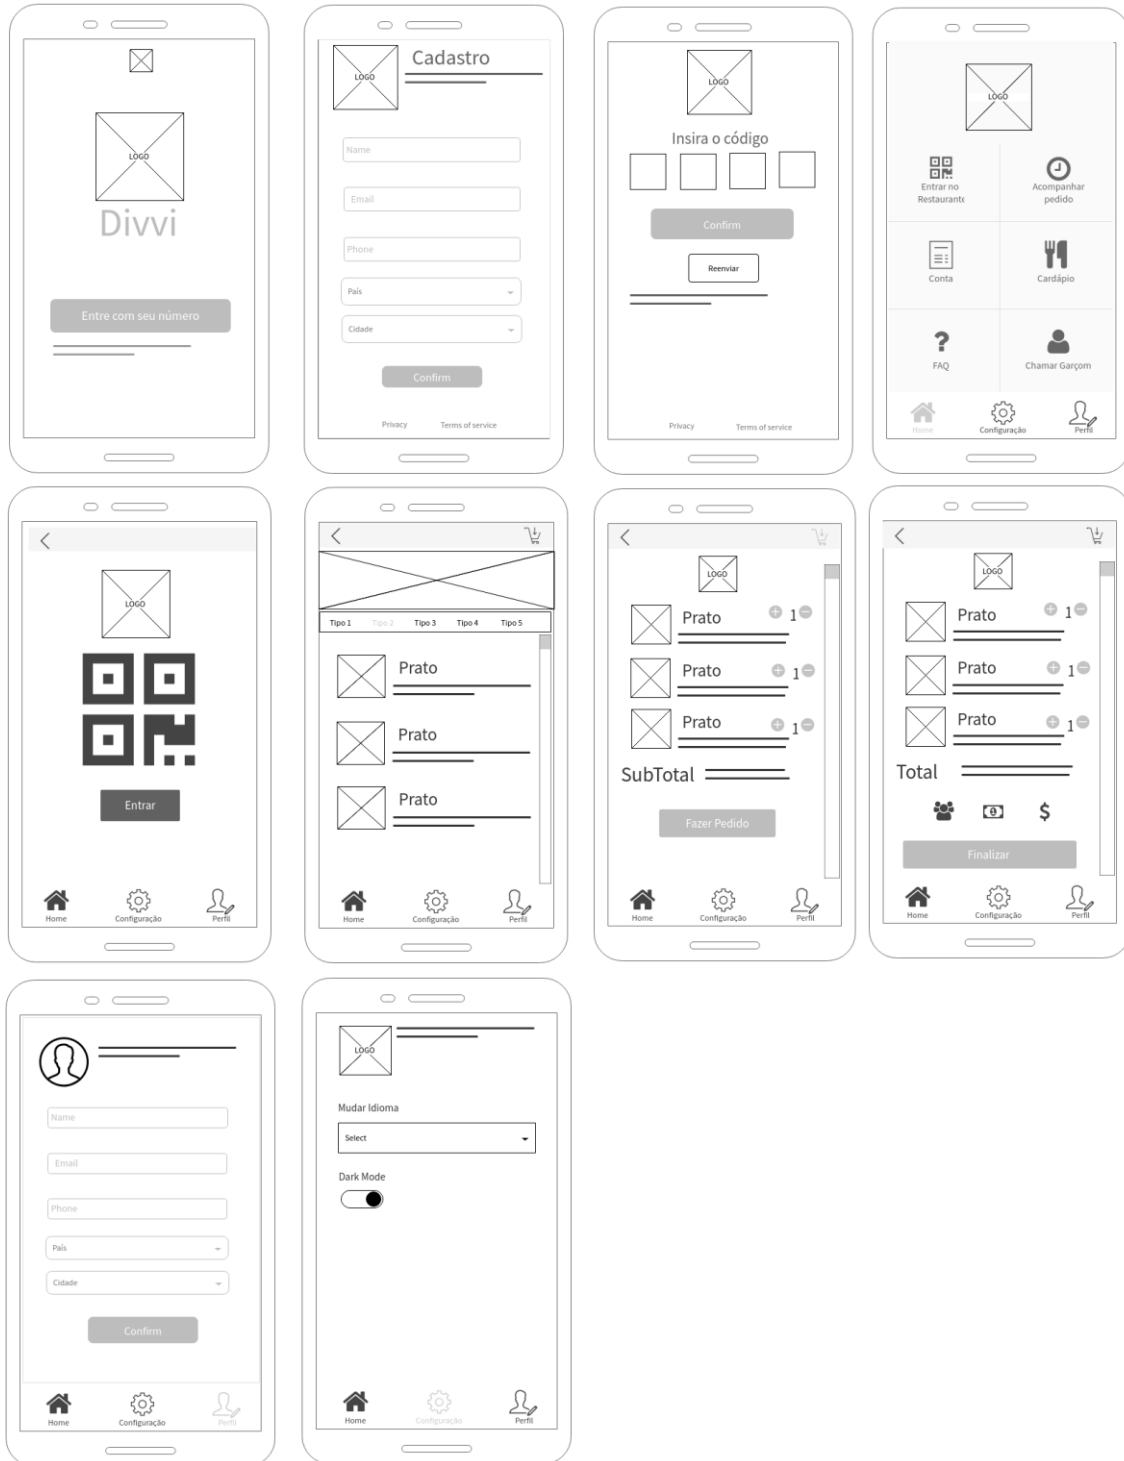 LOGO
Divvi
Entre com seu número
LOGO
Cadastro
Name
Email
Phone
País
Cidade
Confirm
Privacy
Terms of service
LOGO
Insira o código
Confirm
Reenviar
Privacy
Terms of service
LOGO
Entrar no
Restaurante
Acompanhar
pedido
Conta
Cardápio
?
FAQ
Chamar Garçom
Home
Configuração
Perfil
LOGO
Entrar
Home
Configuração
Perfil
Tipo 1
Tipo 2
Tipo 3
Tipo 4
Tipo 5
Prato
Prato
Prato
Home
Configuração
Perfil
LOGO
Prato
1
Prato
1
Prato
1
SubTotal
Fazer Pedido
Home
Configuração
Perfil
LOGO
Prato
1
Prato
1
Prato
1
Total
$
Finalizar
Home
Configuração
Perfil
Name
Email
Phone
País
Cidade
Confirm
Home
Configuração
Perfil
LOGO
Mudar Idioma
Select
Dark Mode
Home
Configuração
Perfil